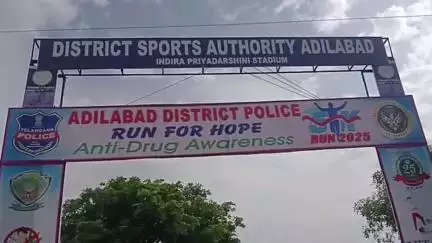 DISTRICT SPORTS AUTHORITY ADILABAD
INDIRA PRIYADARSHINI STADIUM
ADILABAD DISTRICT POLICE
RUN FOR HOPE
Anti-Drug Awareness
RUN 2025
TELANGANA
POLICE
25